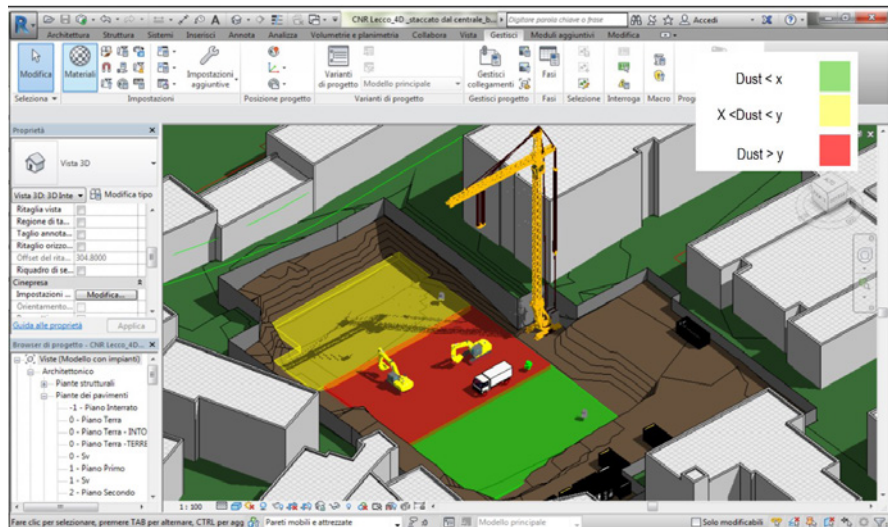 CNR Lecco_4D_staccato dal centrale_b...
Digitare parola chiave o frase
Accedi
Architettura Struttura Sistemi Inserisci Annota Analizza Volumetrie e planimetria Collabora Vista Gestisci Moduli aggiuntivi Modifica
Modifica
Materiali
Impostazioni aggiuntive
Varianti di progetto
Modello principale
Gestisci collegamenti
Fasi
Seleziona Impostazioni Posizione progetto Varianti di progetto Gestisci progetto Fasi Selezione Interroga Macro Prog
Dust < x
X <Dust < y
Dust > y
Proprietà
Vista 3D
Vista 3D: 3D Inte
Modifica tipo
Ritaglia vista
Regione di ta...
Taglio annota...
Ritaglio orizzo...
Offset del rita... 304.8000
Riquadro di se...
Cinepresa
Impostazioni ... Modifica...
Orientamento...
Guida alle proprietà Applica
Browser di progetto - CNR Lecco_4D...
Viste (Modello con impianti)
Architettonico
Piante strutturali
Piante dei pavimenti
-1 - Piano Interrato
0 - Piano Terra
0 - Piano Terra - INTO
0 - Piano Terra -TERRE
0 - Sv
1 - Piano Primo
1 - Sv
2 - Piano Secondo
1 : 100
Fare clic per selezionare, premere TAB per alternare, CTRL per agg
Pareti mobili e attrezzate
Modello principale
Solo modificabili